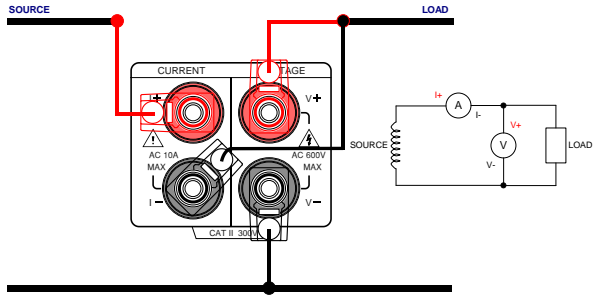 SOURCE
LOAD
CURRENT
TAGE
I+
V+
AC 10A
MAX
AC 600V
MAX
I-
V-
CAT II 300V
I+
A
I-
V+
SOURCE
V
LOAD
V-